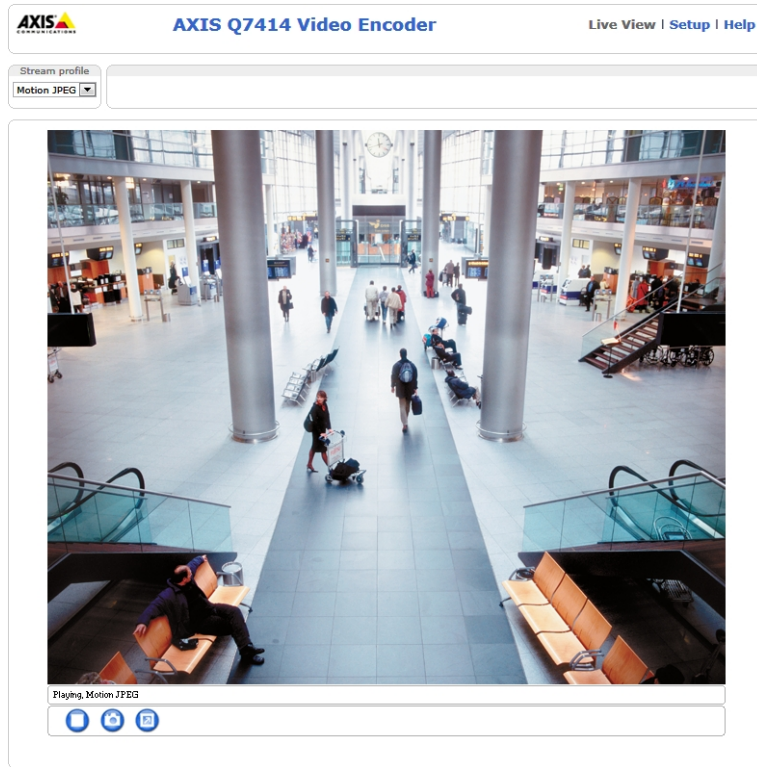 AXIS
COMMUNICATIONS
AXIS Q7414 Video Encoder
Live View | Setup | Help
Stream profile
Motion JPEG
Playing, Motion JPEG